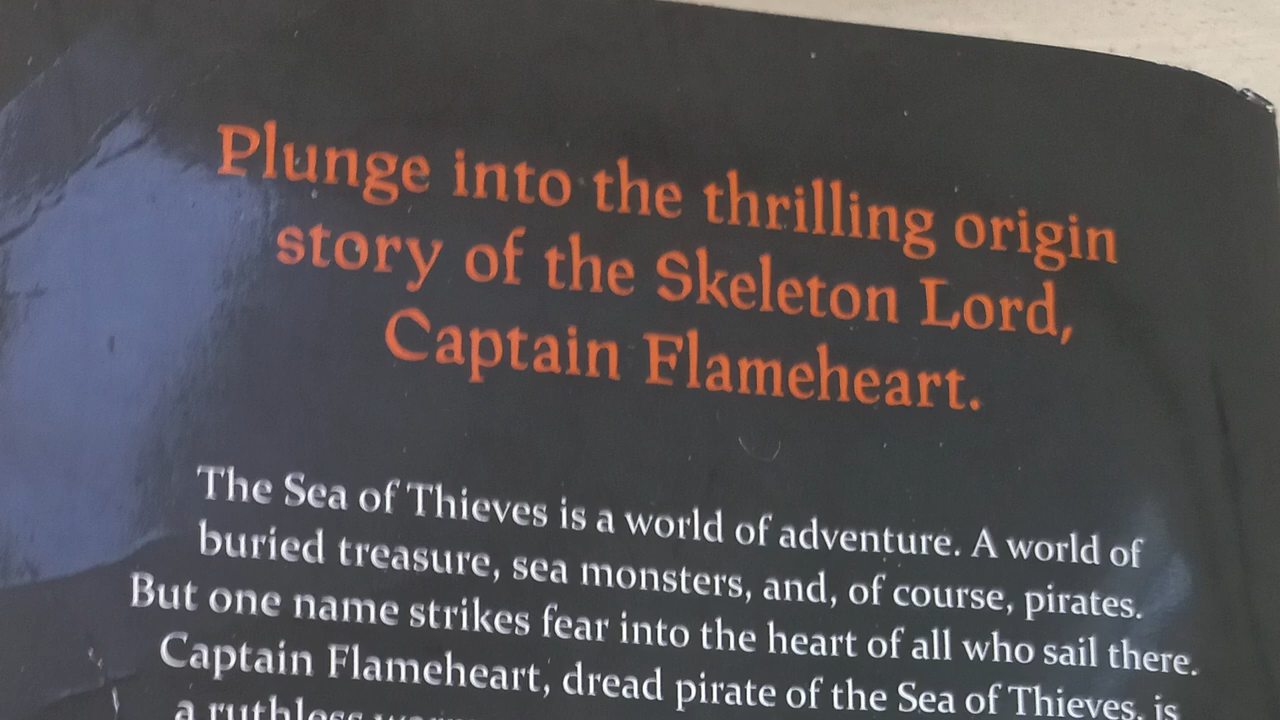 Plunge into the thrilling origin
story of the Skeleton Lord,
Captain Flameheart.
The Sea of Thieves is a world of adventure. A world of
buried treasure, sea monsters, and, of course, pirates.
But one name strikes fear into the heart of all who sail there.
Captain Flameheart, dread pirate of the Sea of Thieves, is
a ruthless